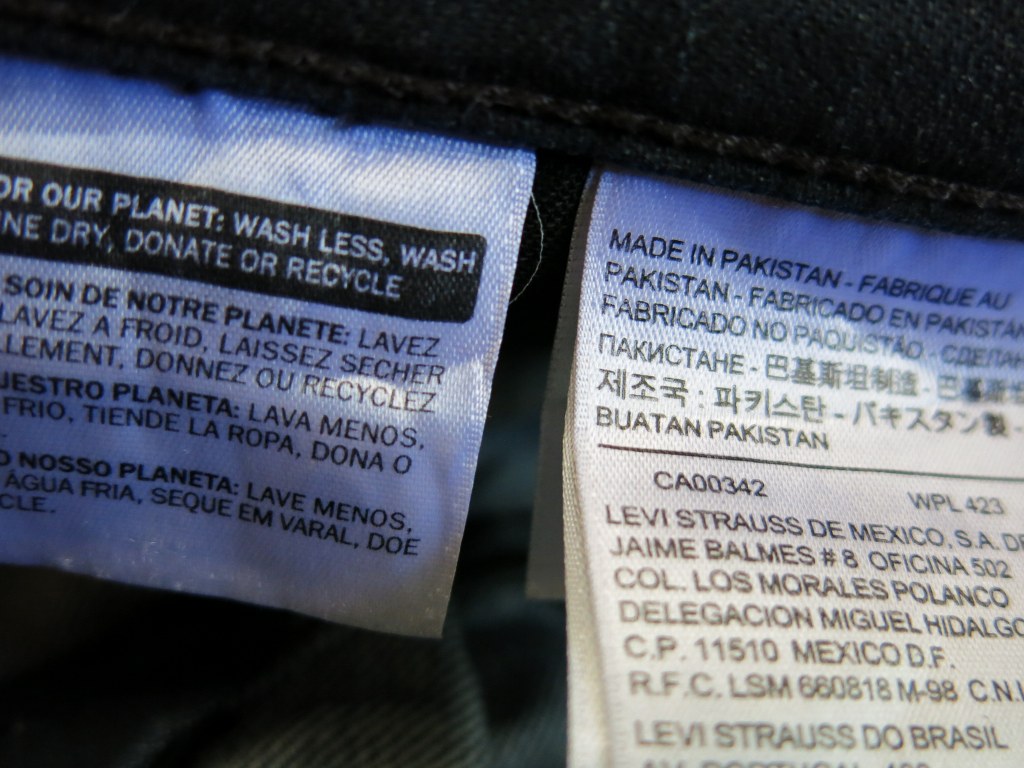 OR OUR PLANET: WASH LESS, WASH
INE DRY, DONATE OR RECYCLE
SOIN DE NOTRE PLANETE: LAVEZ
LAVEZ A FROID, LAISSEZ SECHER
LLEMENT, DONNEZ OU RECYCLEZ
UESTRO PLANETA: LAVA MENOS,
FRIO, TIENDE LA ROPA, DONA O
O NOSSO PLANETA: LAVE MENOS,
ÁGUA FRIA, SEQUE EM VARAL, DOE
CLE.
MADE IN PAKISTAN - FABRIQUE AU
PAKISTAN - FABRICADO EN PAKISTAN
FABRICADO NO PAQUISTÃO - СДЕЛАН
ПАКИСТАНЕ - 巴基斯坦制造 - 巴基斯
제조국 : 파키스탄 - パキスタン製 -
BUATAN PAKISTAN
CA00342 WPL 423
LEVI STRAUSS DE MEXICO, S.A. DE
JAIME BALMES # 8 OFICINA 502
COL. LOS MORALES POLANCO
DELEGACION MIGUEL HIDALGO
C.P. 11510 MEXICO D.F.
R.F.C. LSM 660818 M-98 C.N.I
LEVI STRAUSS DO BRASIL